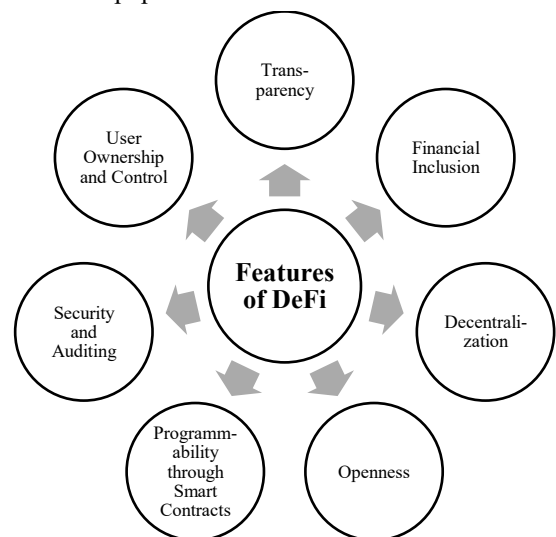 Trans-
parency
Financial
Inclusion
Decentrali-
zation
Openness
Programm-
ability
through
Smart
Contracts
Security
and
Auditing
User
Ownership
and Control
Features
of DeFi